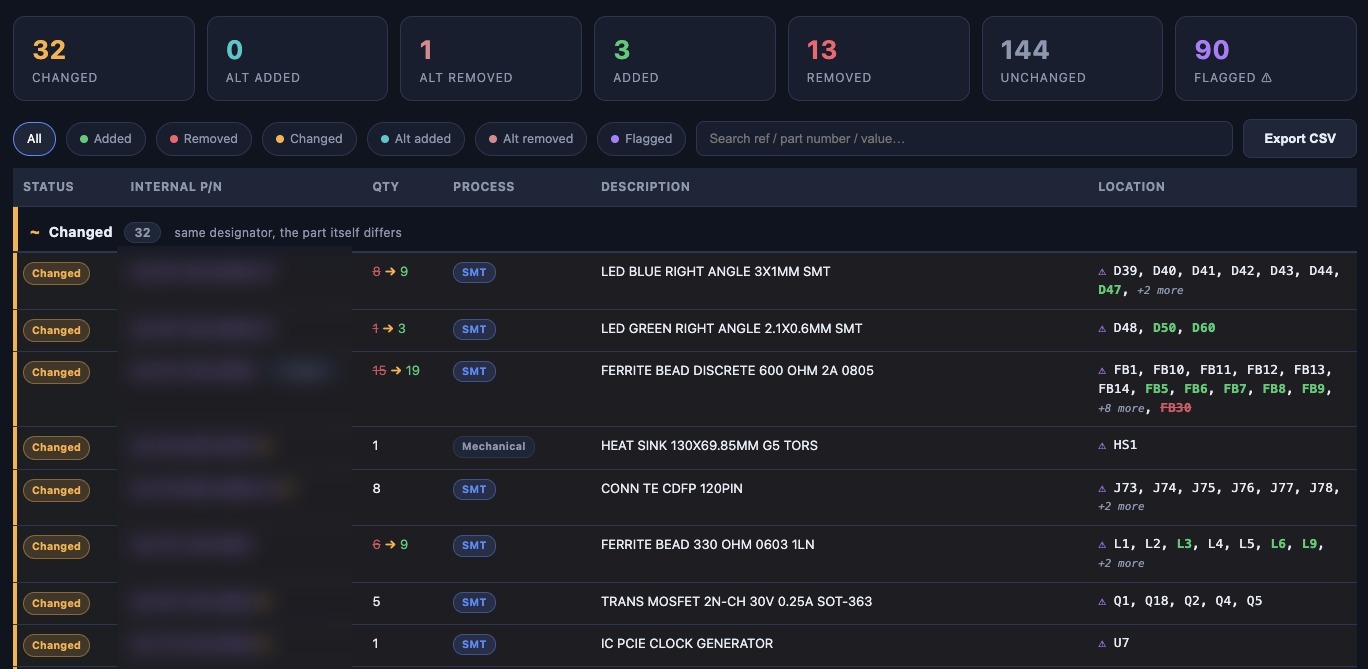 32
CHANGED
0
ALT ADDED
1
ALT REMOVED
3
ADDED
13
REMOVED
144
UNCHANGED
90
FLAGGED ⚠
All
Added
Removed
Changed
Alt added
Alt removed
Flagged
Search ref / part number / value...
Export CSV
STATUS INTERNAL P/N QTY PROCESS DESCRIPTION LOCATION
~ Changed 32 same designator, the part itself differs
Changed 8 → 9 SMT LED BLUE RIGHT ANGLE 3X1MM SMT ⚠ D39, D40, D41, D42, D43, D44,
D47, +2 more
Changed 1 → 3 SMT LED GREEN RIGHT ANGLE 2.1X0.6MM SMT ⚠ D48, D50, D60
Changed 15 → 19 SMT FERRITE BEAD DISCRETE 600 OHM 2A 0805 ⚠ FB1, FB10, FB11, FB12, FB13,
FB14, FB5, FB6, FB7, FB8, FB9,
+8 more, FB30
Changed 1 Mechanical HEAT SINK 130X69.85MM G5 TORS ⚠ HS1
Changed 8 SMT CONN TE CDFP 120PIN ⚠ J73, J74, J75, J76, J77, J78,
+2 more
Changed 6 → 9 SMT FERRITE BEAD 330 OHM 0603 1LN ⚠ L1, L2, L3, L4, L5, L6, L9,
+2 more
Changed 5 SMT TRANS MOSFET 2N-CH 30V 0.25A SOT-363 ⚠ Q1, Q18, Q2, Q4, Q5
Changed 1 SMT IC PCIE CLOCK GENERATOR ⚠ U7